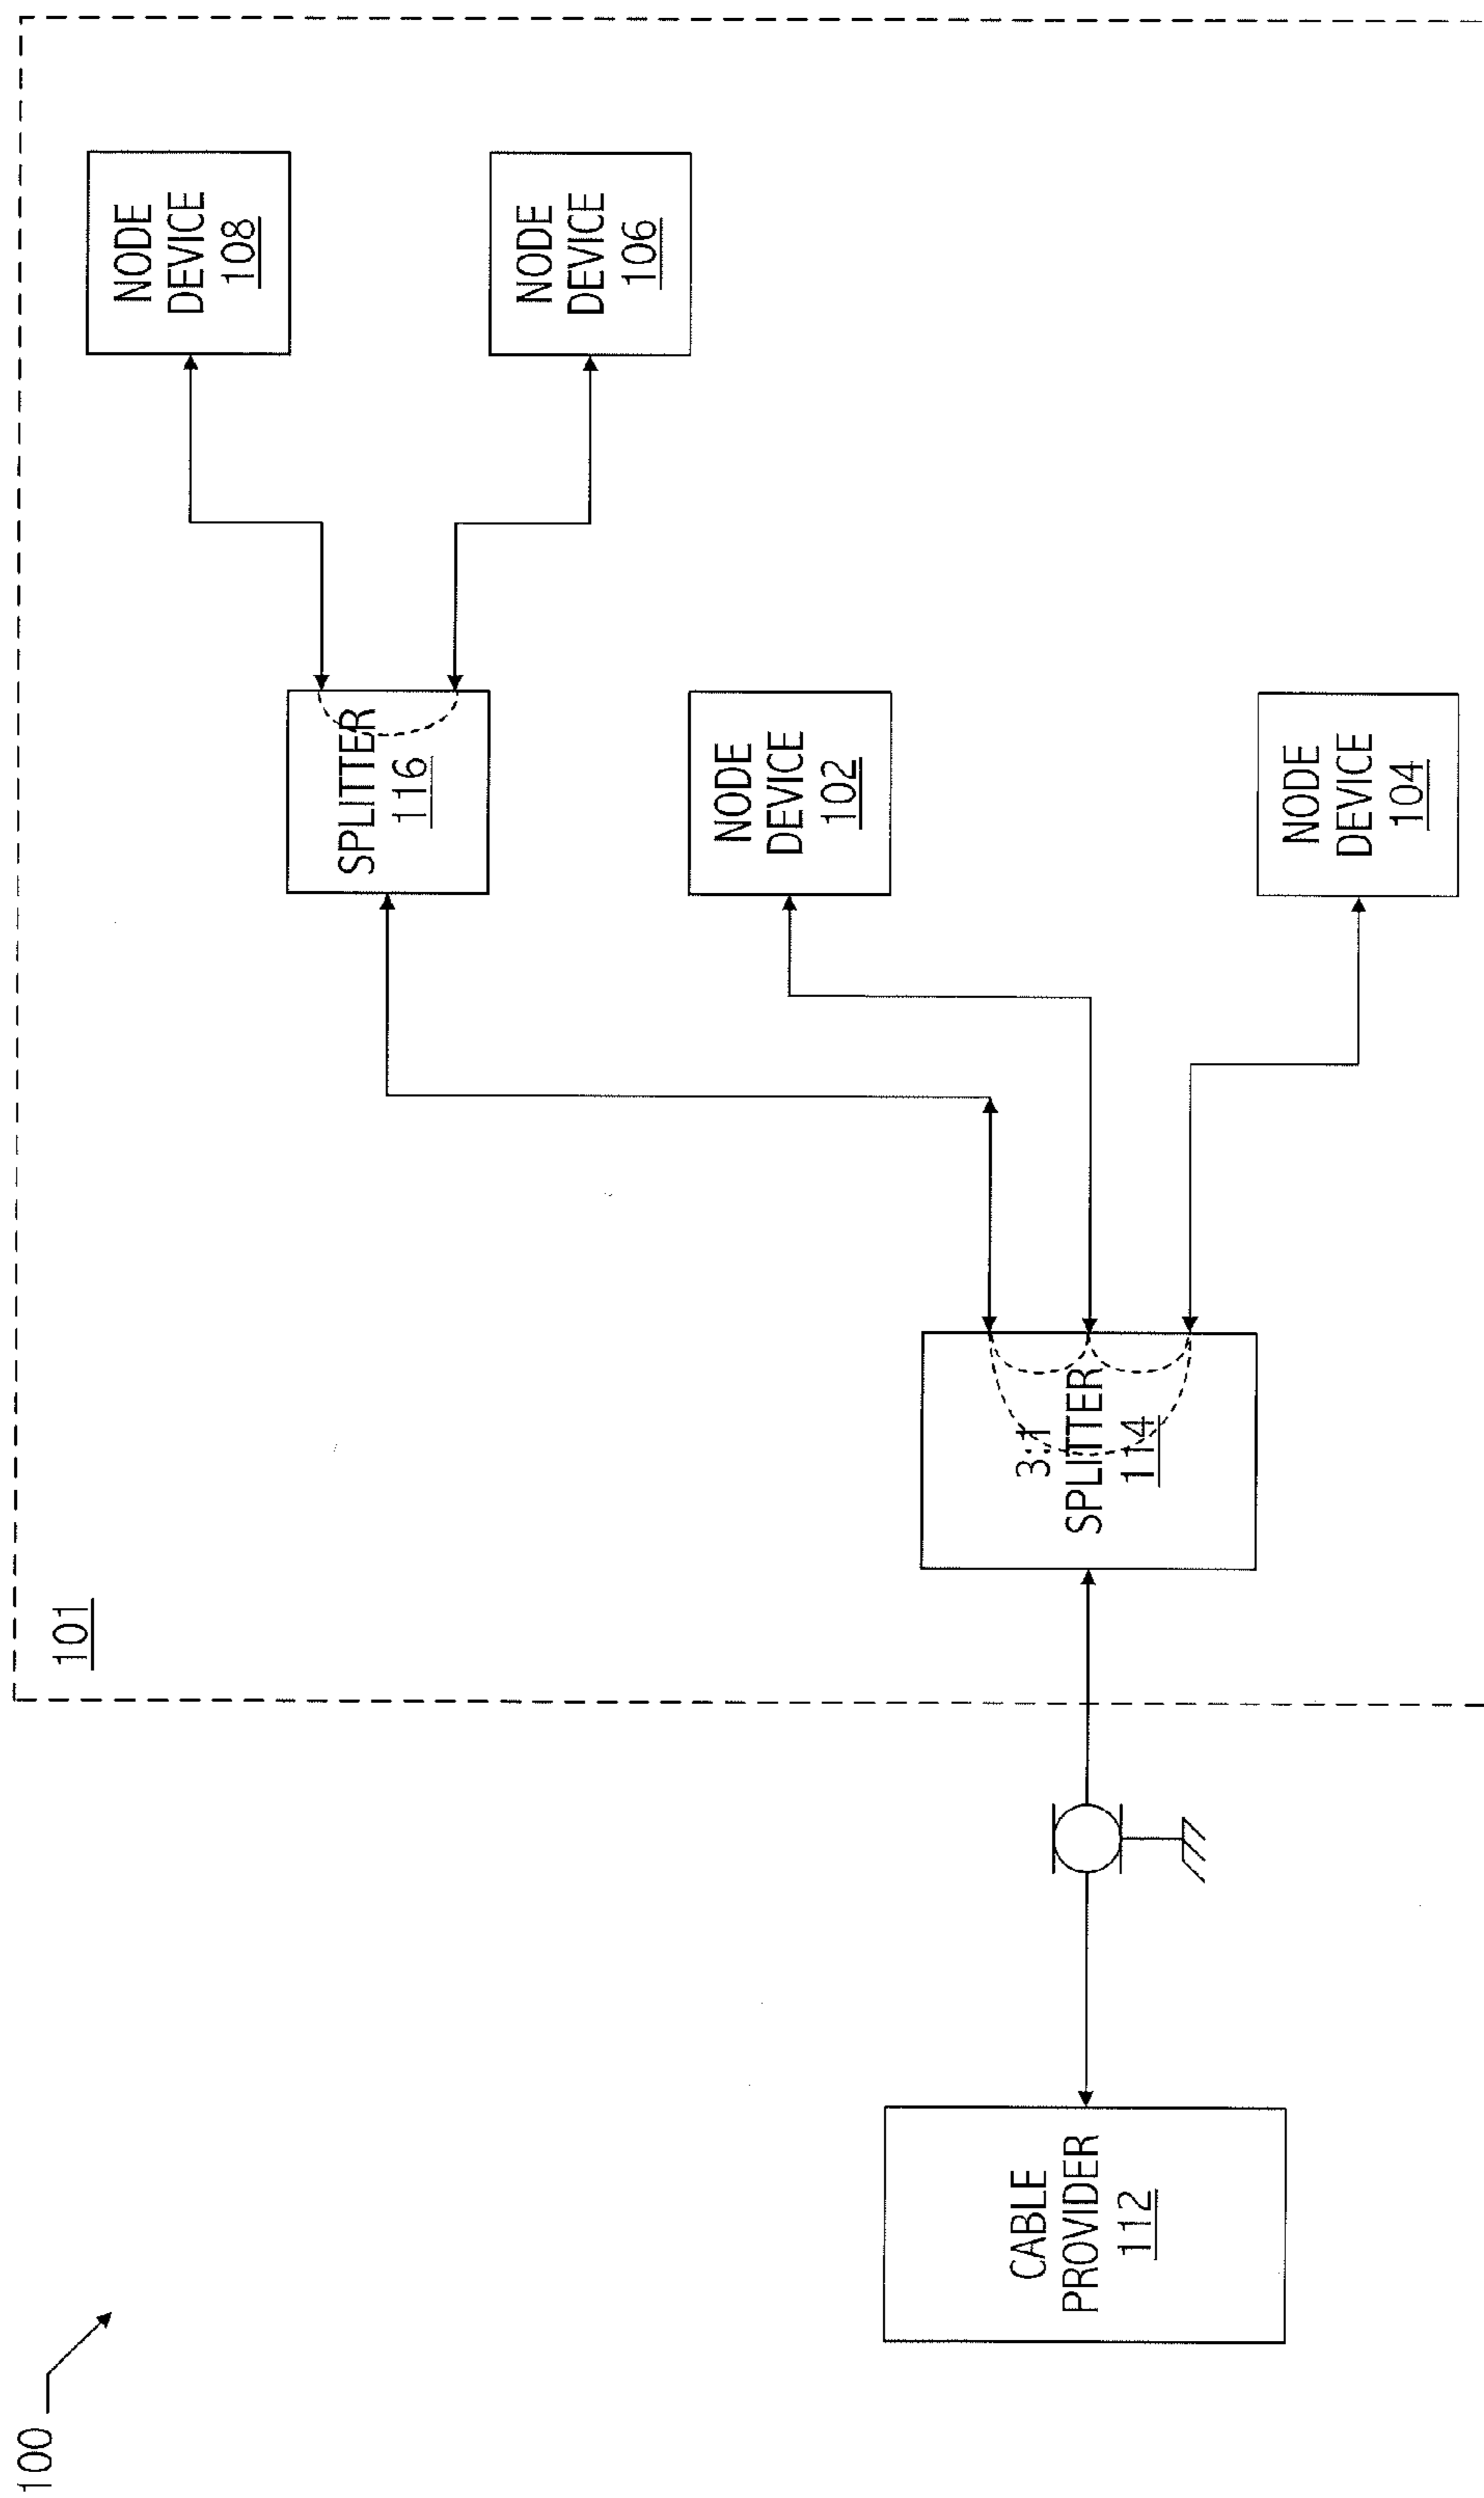 100
101
NODE
DEVICE
108
NODE
DEVICE
106
SPLITTER
116
NODE
DEVICE
102
NODE
DEVICE
104
3:1
SPLITTER
114
CABLE
PROVIDER
112